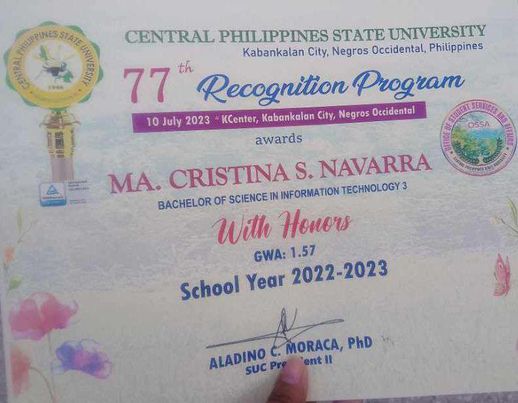 CENTRAL PHILIPPINES STATE UNIVERSITY
Kabankalan City, Negros Occidental, Philippines
77th Recognition Program
10 July 2023 * KCenter, Kabankalan City, Negros Occidental
awards
MA. CRISTINA S. NAVARRA
BACHELOR OF SCIENCE IN INFORMATION TECHNOLOGY 3
With Honors
GWA: 1.57
School Year 2022-2023
ALADINO C. MORACA, PhD
SUC President II
CENTRAL PHILIPPINES STATE UNIVERSITY
1946
OFFICE OF STUDENT SERVICES AND AFFAIRS
OSSA